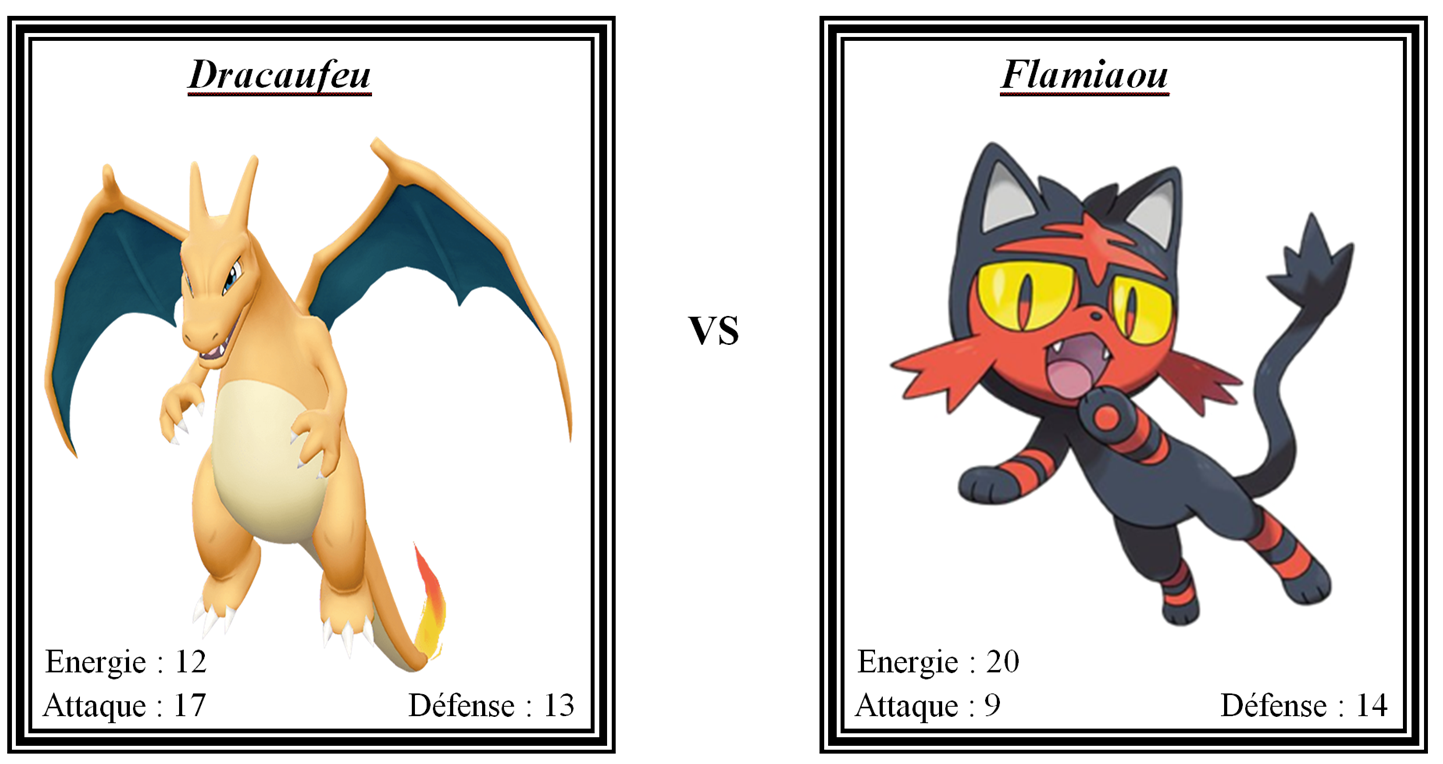 Dracaufeu
Energie : 12
Attaque : 17 Défense : 13
VS
Flamiaou
Energie : 20
Attaque : 9 Défense : 14